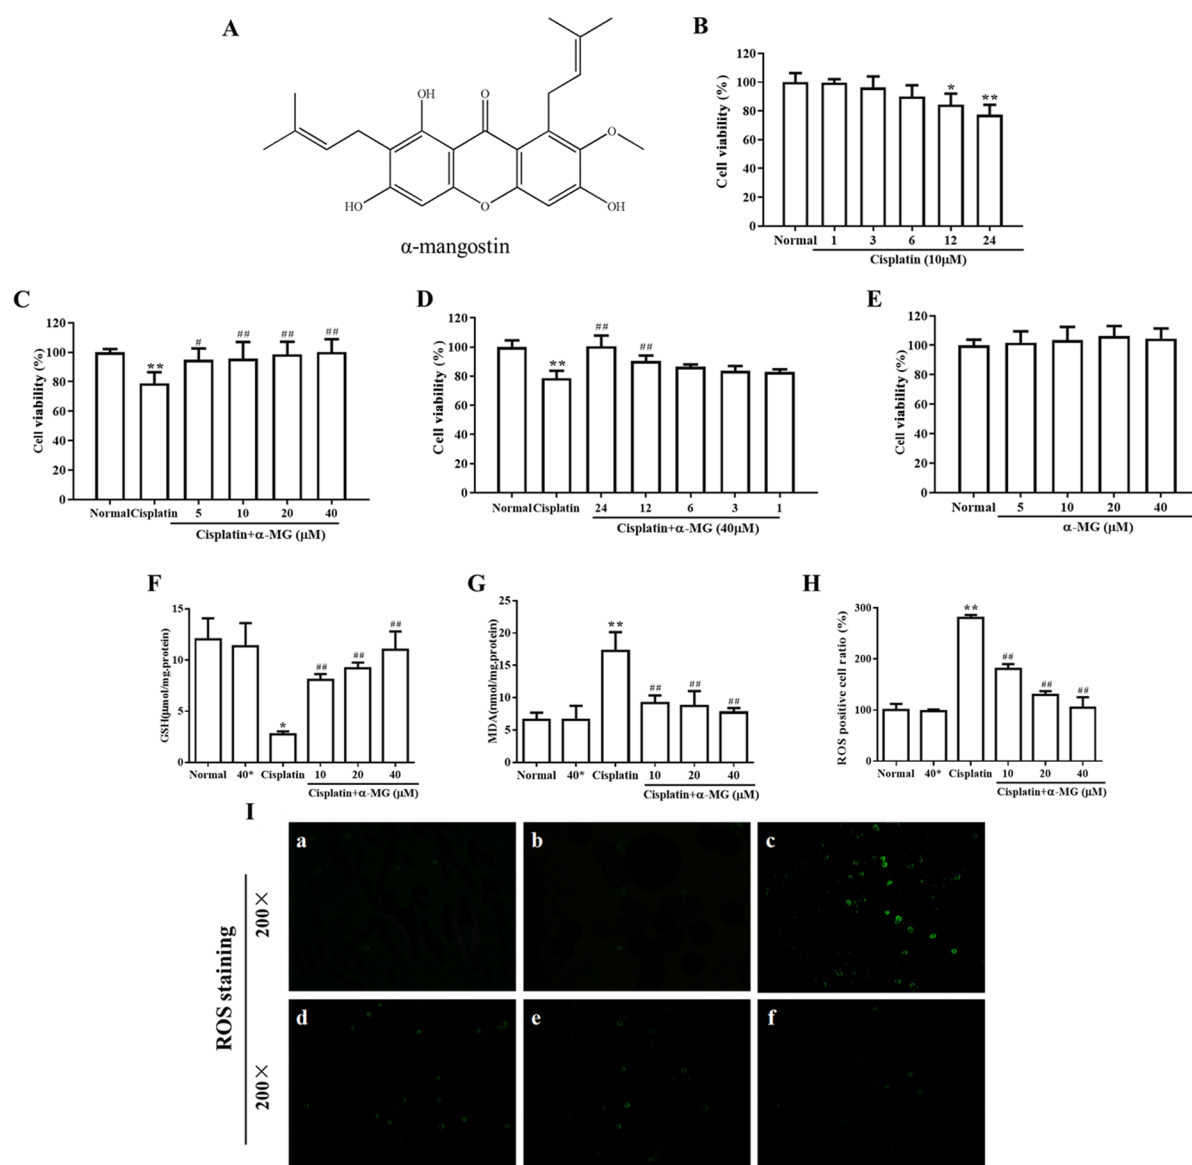 A
OH
O
O
HO
O
OH
α-mangostin
B
Cell viability (%)
120
100
80
60
40
20
0
*
**
Normal 1 3 6 12 24
Cisplatin (10μM)
C
Cell viability (%)
120
100
80
60
40
20
0
**
#
##
##
##
Normal Cisplatin 5 10 20 40
Cisplatin+α-MG (μM)
D
Cell viability (%)
120
100
80
60
40
20
0
**
##
##
Normal Cisplatin 24 12 6 3 1
Cisplatin+α-MG (40μM)
E
Cell viability (%)
120
100
80
60
40
20
0
Normal 5 10 20 40
α-MG (μM)
F
GSH(μmol/mg.protein)
15
10
5
0
*
##
##
##
Normal 40* Cisplatin 10 20 40
Cisplatin+α-MG (μM)
G
MDA(nmol/mg.protein)
25
20
15
10
5
0
**
##
##
##
Normal 40* Cisplatin 10 20 40
Cisplatin+α-MG (μM)
H
ROS positive cell ratio (%)
300
200
100
0
**
##
##
##
Normal 40* Cisplatin 10 20 40
Cisplatin+α-MG (μM)
I
ROS staining
200×
200×
a
b
c
d
e
f